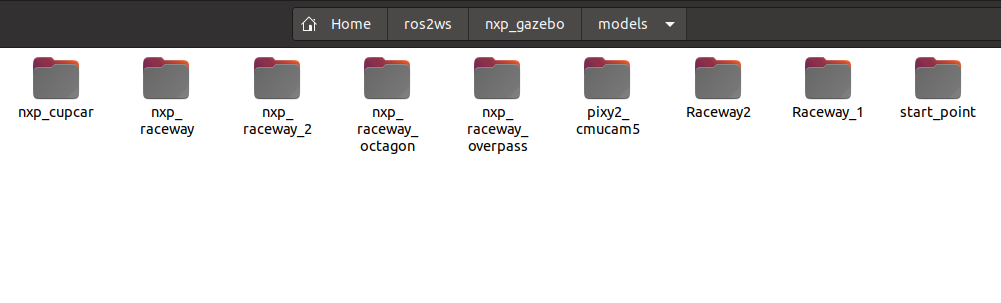 Home ros2ws nxp_gazebo models
nxp_cupcar nxp_ nxp_ nxp_ nxp_ pixy2_ Raceway2 Raceway_1 start_point
raceway raceway_2 raceway_ raceway_ cmucam5
octagon overpass